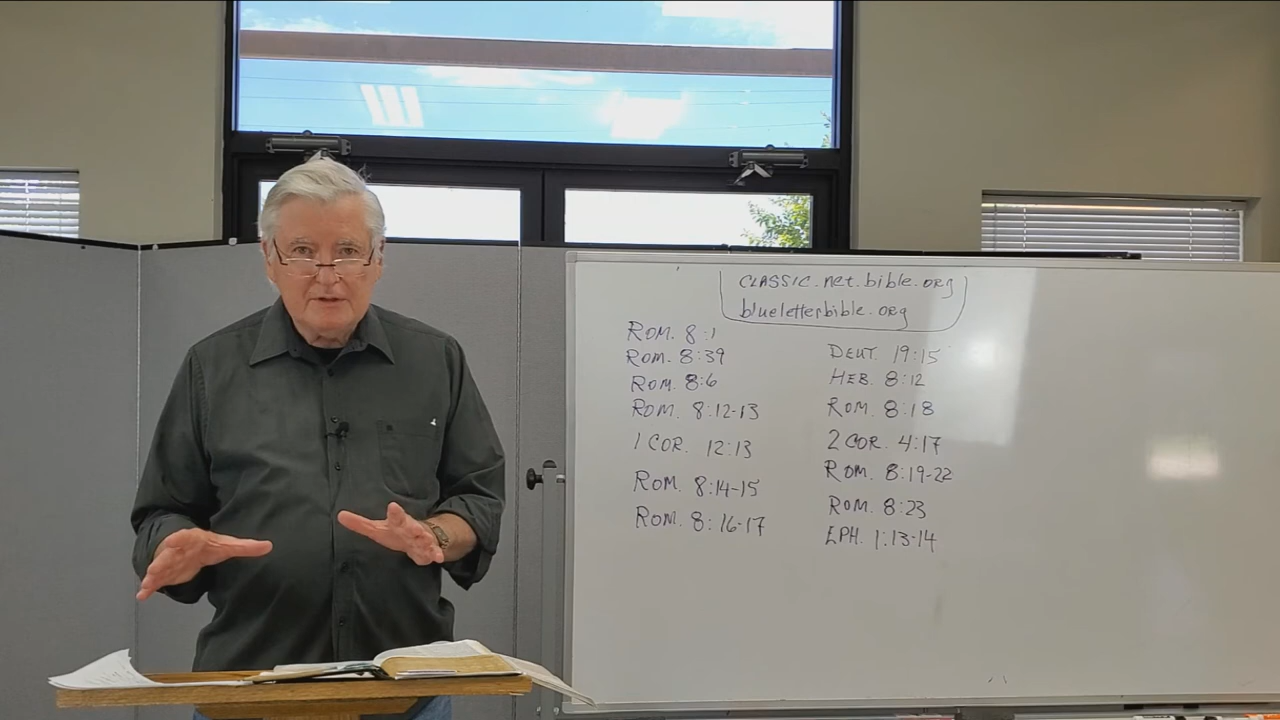 CLASSIC.net.bible.org
blueletterbible.org
ROM. 8:1
ROM. 8:39
ROM. 8:6
ROM. 8:12-13
1 COR. 12:13
ROM. 8:14-15
ROM. 8:16-17
DEUT. 19:15
HEB. 8:12
ROM. 8:18
2 COR. 4:17
ROM. 8:19-22
ROM. 8:23
EPH. 1:13-14